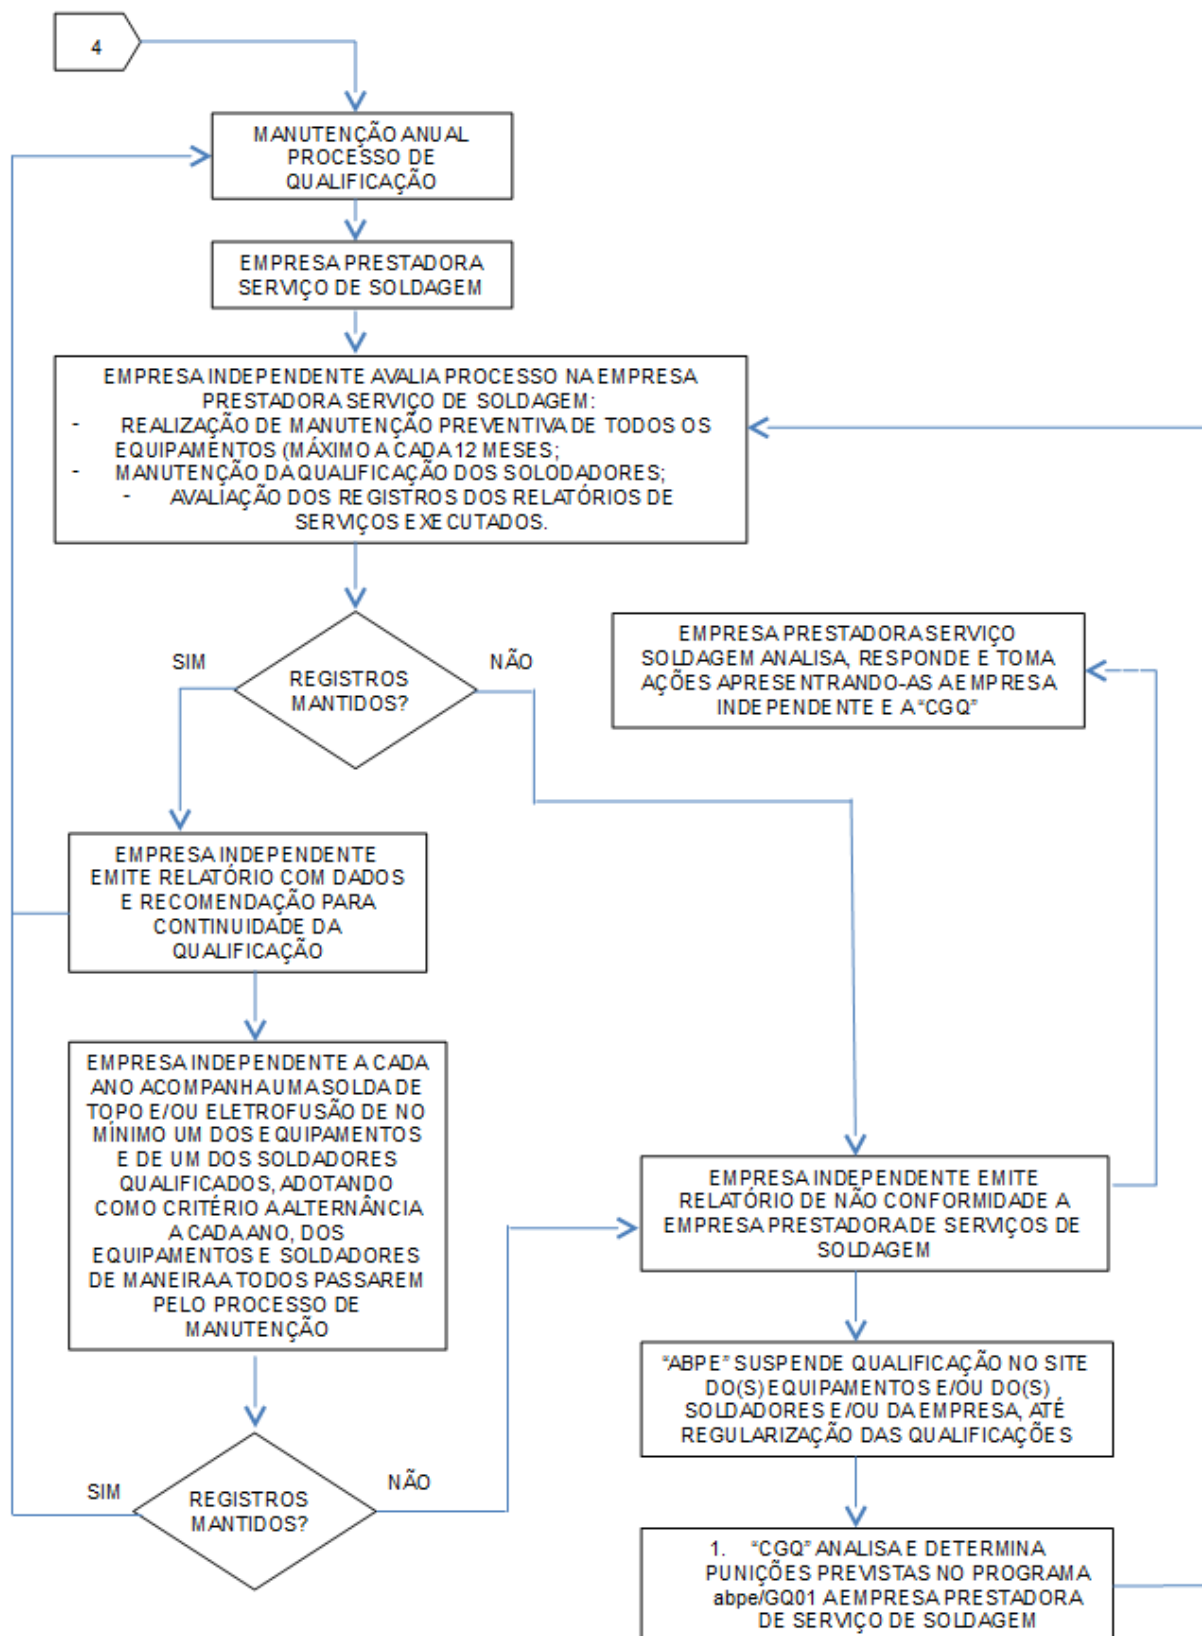 4
MANUTENÇÃO ANUAL
PROCESSO DE
QUALIFICAÇÃO
EMPRESA PRESTADORA
SERVIÇO DE SOLDAGEM
EMPRESA INDEPENDENTE AVALIA PROCESSO NA EMPRESA
PRESTADORA SERVIÇO DE SOLDAGEM:
- REALIZAÇÃO DE MANUTENÇÃO PREVENTIVA DE TODOS OS
EQUIPAMENTOS (MÁXIMO A CADA 12 MESES;
- MANUTENÇÃO DA QUALIFICAÇÃO DOS SOLODADORES;
- AVALIAÇÃO DOS REGISTROS DOS RELATÓRIOS DE
SERVIÇOS EXECUTADOS.
SIM
REGISTROS
MANTIDOS?
NÃO
EMPRESA PRESTADORA SERVIÇO
SOLDAGEM ANALISA, RESPONDE E TOMA
AÇÕES APRESENTANDO-AS A EMPRESA
INDEPENDENTE E A “CGQ”
EMPRESA INDEPENDENTE
EMITE RELATÓRIO COM DADOS
E RECOMENDAÇÃO PARA
CONTINUIDADE DA
QUALIFICAÇÃO
EMPRESA INDEPENDENTE A CADA
ANO ACOMPANHA UMA SOLDA DE
TOPO E/OU ELETROFUSÃO DE NO
MÍNIMO UM DOS EQUIPAMENTOS
E DE UM DOS SOLDADORES
QUALIFICADOS, ADOTANDO
COMO CRITÉRIO A ALTERNÂNCIA
A CADA ANO, DOS
EQUIPAMENTOS E SOLDADORES
DE MANEIRA A TODOS PASSAREM
PELO PROCESSO DE
MANUTENÇÃO
SIM
REGISTROS
MANTIDOS?
NÃO
EMPRESA INDEPENDENTE EMITE
RELATÓRIO DE NÃO CONFORMIDADE A
EMPRESA PRESTADORA DE SERVIÇOS DE
SOLDAGEM
“ABPE” SUSPENDE QUALIFICAÇÃO NO SITE
DO(S) EQUIPAMENTOS E/OU DO(S)
SOLDADORES E/OU DA EMPRESA, ATÉ
REGULARIZAÇÃO DAS QUALIFICAÇÕES
1. “CGQ” ANALISA E DETERMINA
PUNIÇÕES PREVISTAS NO PROGRAMA
abpe/GQ01 A EMPRESA PRESTADORA
DE SERVIÇO DE SOLDAGEM